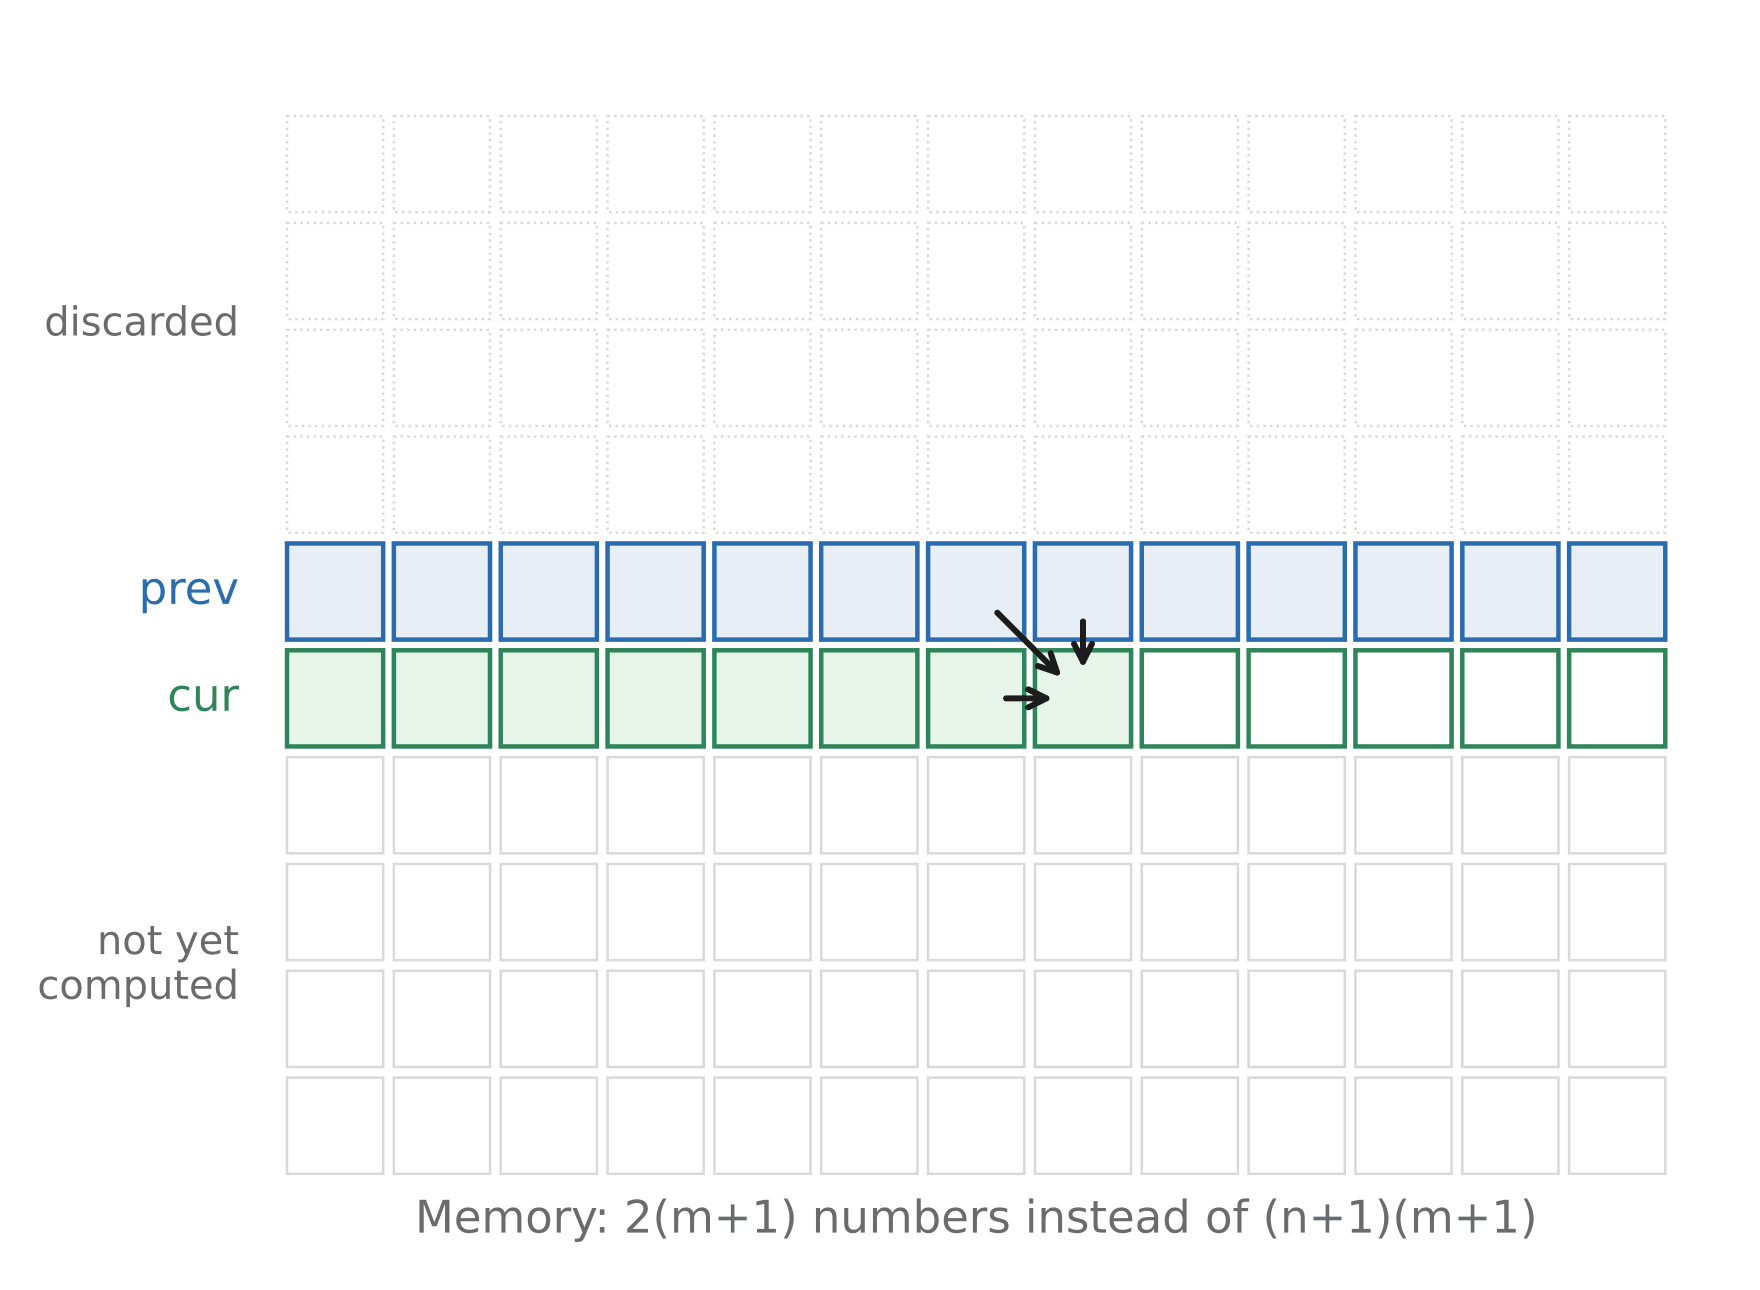 discarded
prev
cur
not yet
computed
Memory: 2(m+1) numbers instead of (n+1)(m+1)